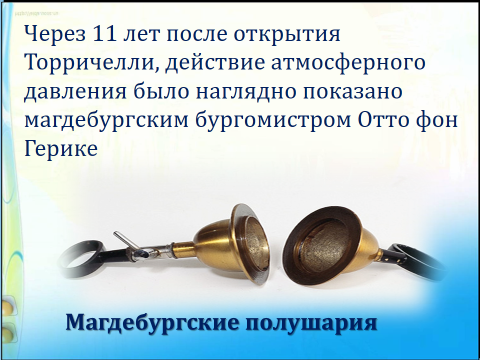 Через 11 лет после открытия
Торричелли, действие атмосферного
давления было наглядно показано
магдебургским бургомистром Отто фон
Герике
Магдебургские полушария